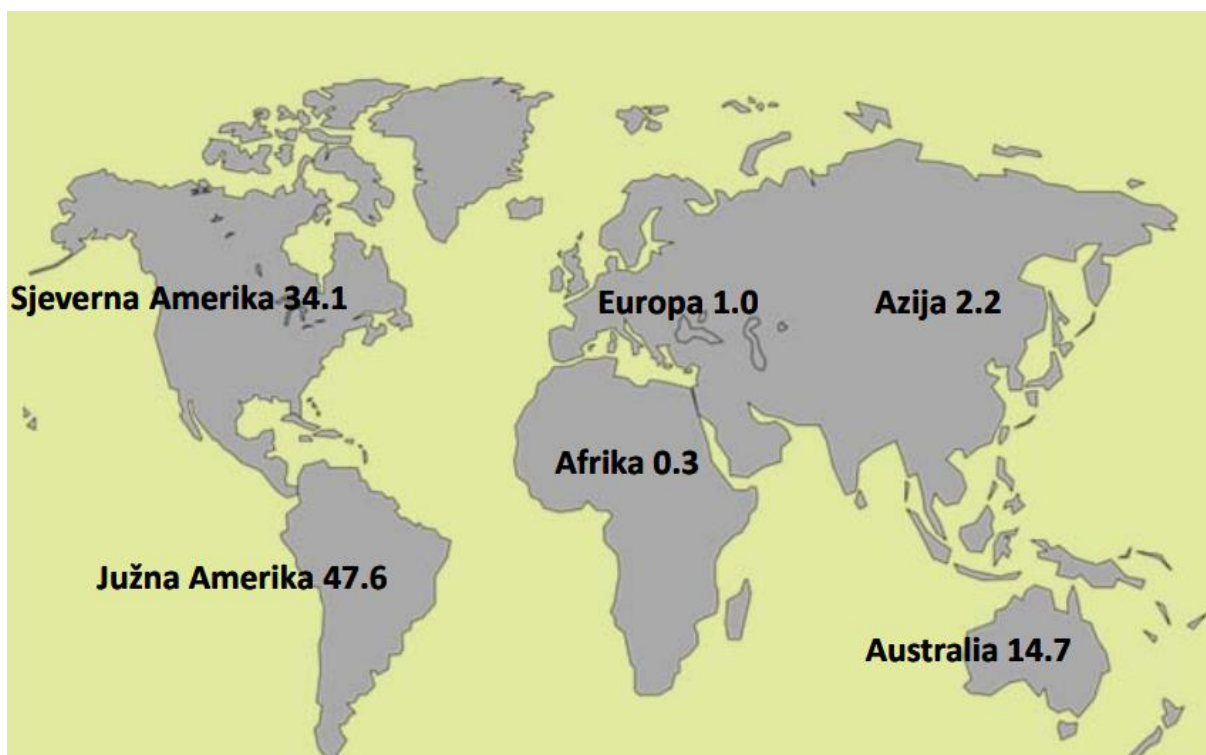 Sjeverna Amerika 34.1
Europa 1.0
Azija 2.2
Afrika 0.3
Južna Amerika 47.6
Australia 14.7